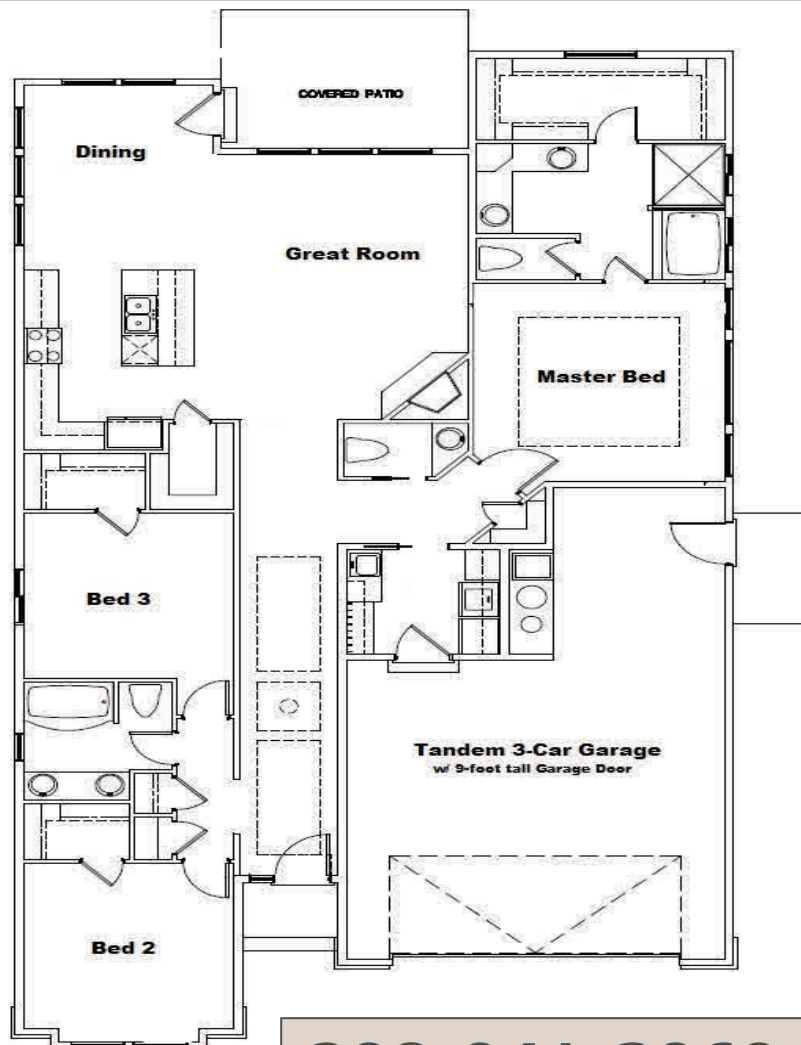 COVERED PATIO
Dining
Great Room
Master Bed
Bed 3
Tandem 3-Car Garage
w/ 9-foot tall Garage Door
Bed 2